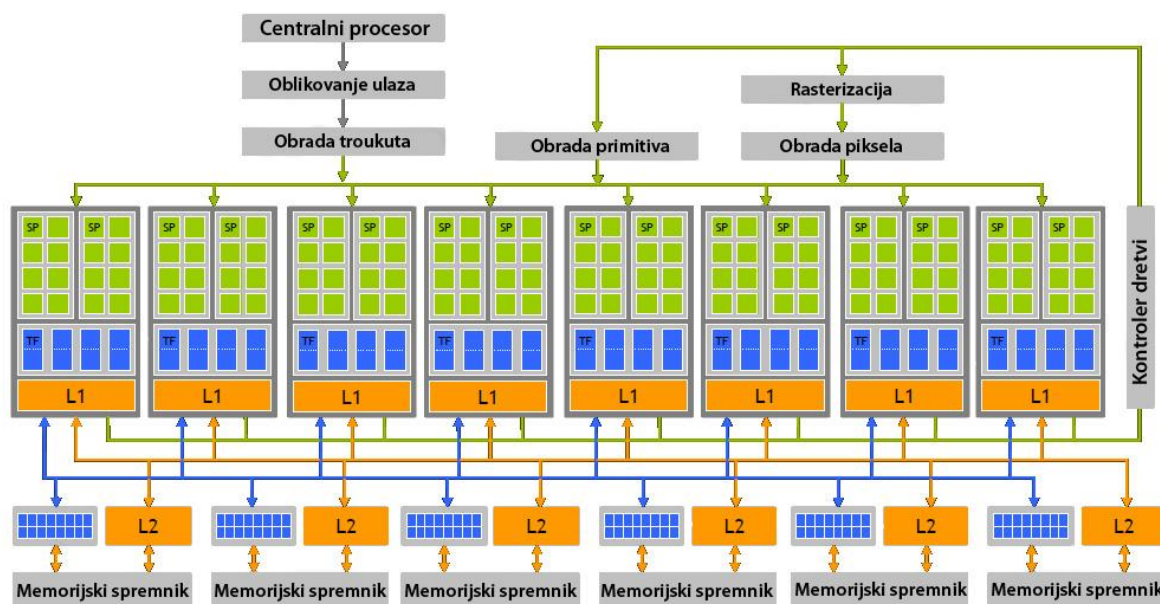 Centralni procesor
Oblikovanje ulaza
Rasterizacija
Obrada troukuta
Obrada primitiva
Obrada piksela
SP SP SP SP SP SP SP SP SP SP SP SP SP SP SP SP
Kontroler dretvi
TF TF TF TF TF TF TF TF
L1 L1 L1 L1 L1 L1 L1 L1
L2 L2 L2 L2 L2 L2
Memorijski spremnik Memorijski spremnik Memorijski spremnik Memorijski spremnik Memorijski spremnik Memorijski spremnik